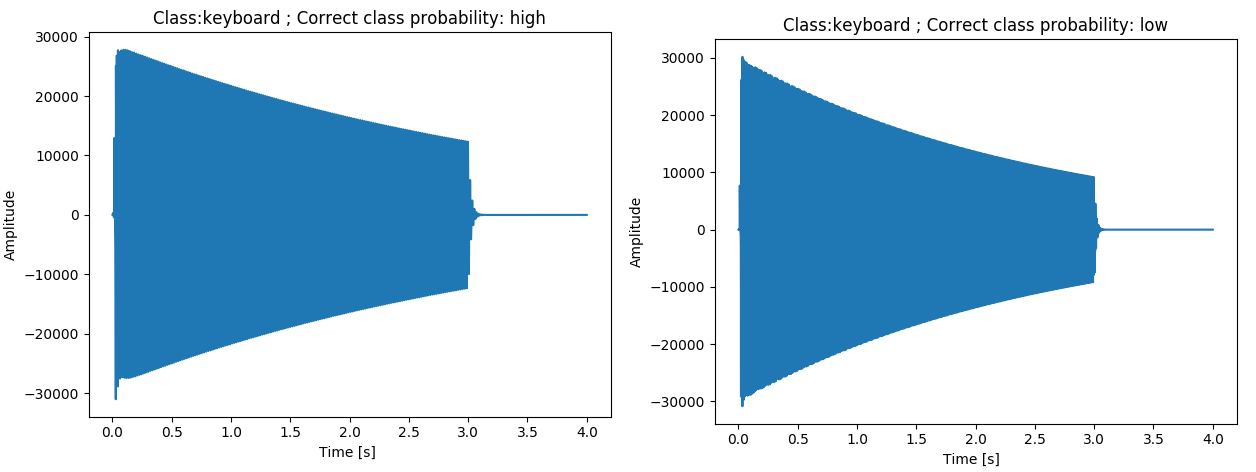 Class:keyboard ; Correct class probability: high
30000
20000
10000
0
−10000
−20000
−30000
Amplitude
0.0 0.5 1.0 1.5 2.0 2.5 3.0 3.5 4.0
Time [s]
Class:keyboard ; Correct class probability: low
30000
20000
10000
0
−10000
−20000
−30000
Amplitude
0.0 0.5 1.0 1.5 2.0 2.5 3.0 3.5 4.0
Time [s]